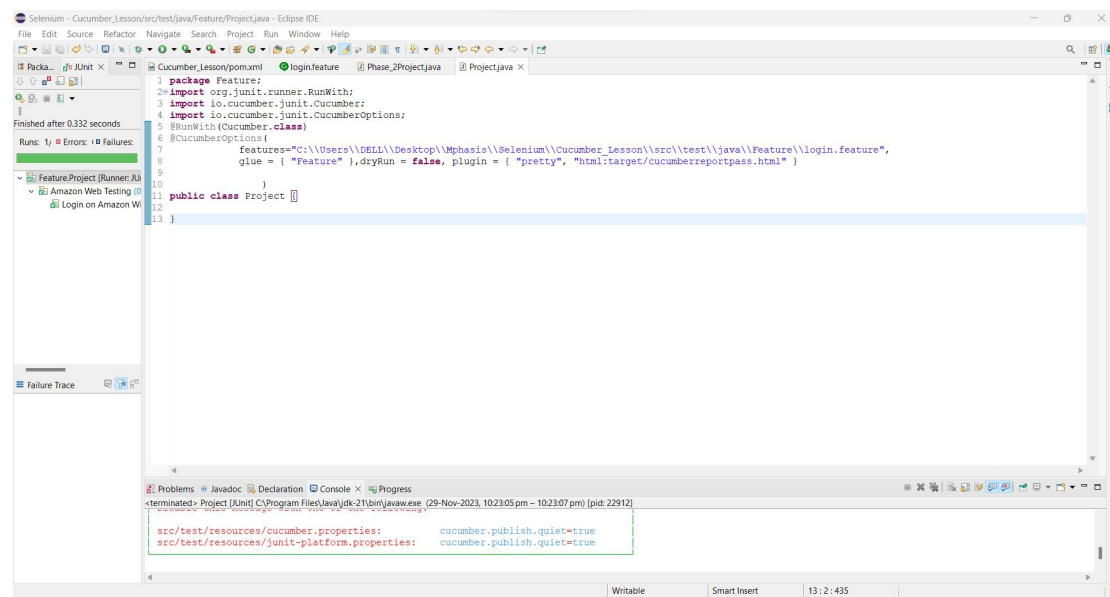 Selenium - Cucumber_Lesson/src/test/java/Feature/Project.java - Eclipse IDE
File Edit Source Refactor Navigate Search Project Run Window Help
Packa... JUnit ×
Cucumber_Lesson/pom.xml login.feature Phase_2Project.java Project.java ×
Finished after 0.332 seconds
Runs: 1/ Errors: Failures:
Feature.Project [Runner: JU
Amazon Web Testing (0
Login on Amazon W
1 package Feature;
2 import org.junit.runner.RunWith;
3 import io.cucumber.junit.Cucumber;
4 import io.cucumber.junit.CucumberOptions;
5 @RunWith(Cucumber.class)
6 @CucumberOptions(
7 features="C:\\Users\\DELL\\Desktop\\Mphasis\\Selenium\\Cucumber_Lesson\\src\\test\\java\\Feature\\login.feature",
8 glue = { "Feature" },dryRun = false, plugin = { "pretty", "html:target/cucumberreportpass.html" }
9
10 )
11 public class Project {
12
13 }
Failure Trace
Problems Javadoc Declaration Console × Progress
<terminated> Project [JUnit] C:\Program Files\Java\jdk-21\bin\javaw.exe (29-Nov-2023, 10:23:05 pm – 10:23:07 pm) [pid: 22912]
src/test/resources/cucumber.properties: cucumber.publish.quiet=true
src/test/resources/junit-platform.properties: cucumber.publish.quiet=true
Writable Smart Insert 13 : 2 : 435